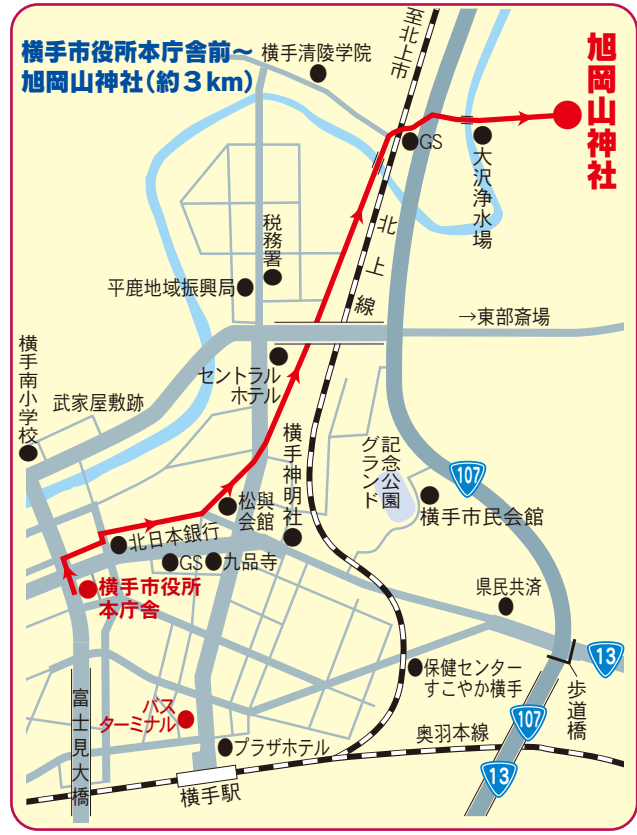 横手市役所本庁舎前～
旭岡山神社(約３km)
横手清陵学院
至北上市
旭岡山神社
GS
大沢浄水場
税務署
北上線
平鹿地域振興局
→東部斎場
横手南小学校
セントラル
ホテル
武家屋敷跡
横手神明社
記念公園
グランド
107
松與
会館
横手市民会館
北日本銀行
GS
九品寺
横手市役所
本庁舎
県民共済
13
保健センター
すこやか横手
歩道橋
富士見大橋
バス
ターミナル
107
奥羽本線
プラザホテル
13
横手駅